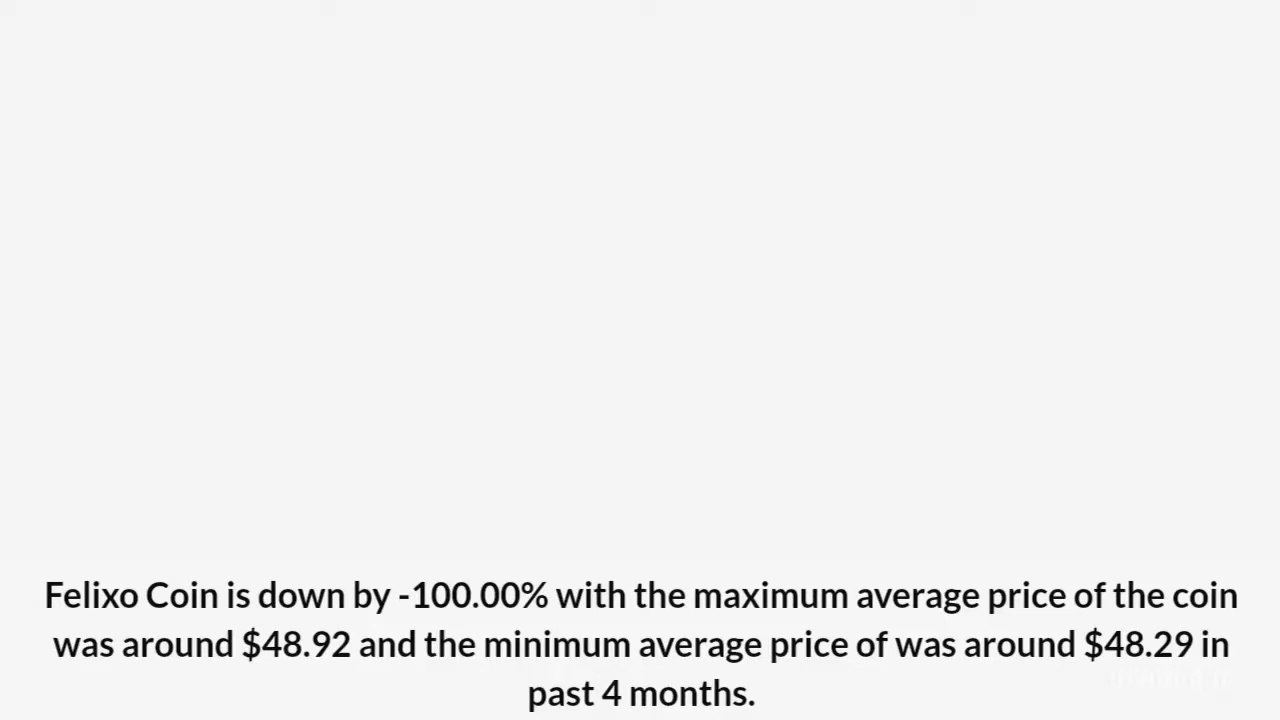 Felixo Coin is down by -100.00% with the maximum average price of the coin
was around $48.92 and the minimum average price of was around $48.29 in
past 4 months.